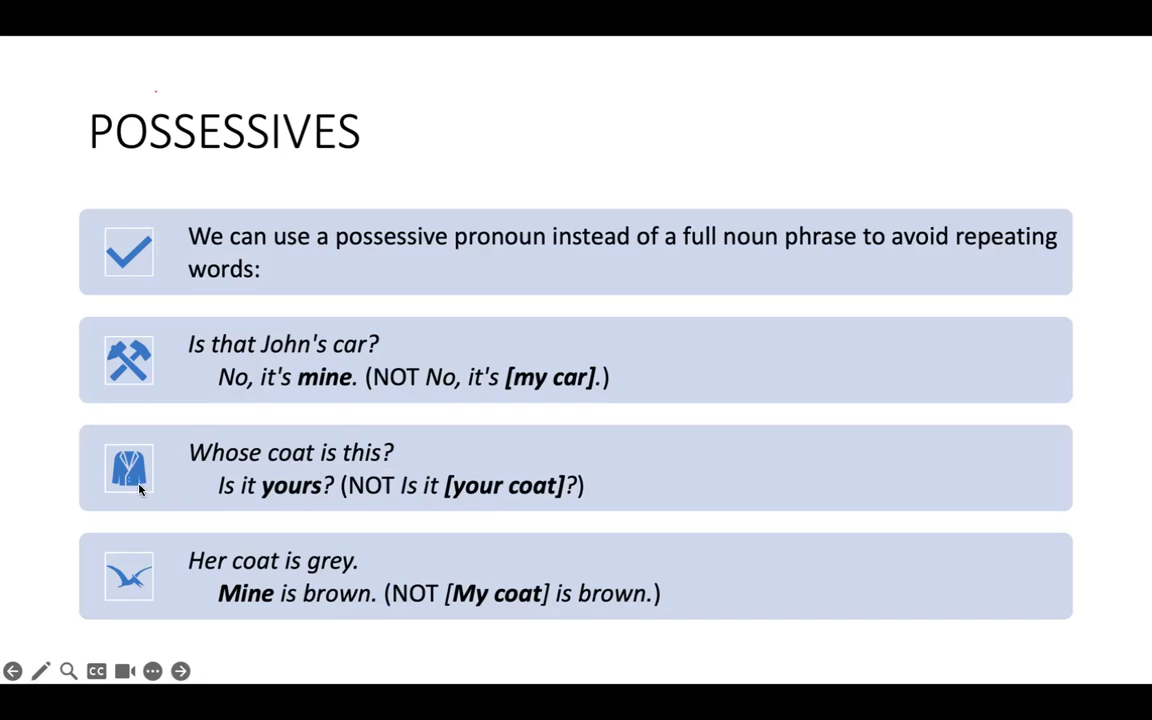 POSSESSIVES
We can use a possessive pronoun instead of a full noun phrase to avoid repeating
words:
Is that John's car?
No, it's mine. (NOT No, it's [my car].)
Whose coat is this?
Is it yours? (NOT Is it [your coat]?)
Her coat is grey.
Mine is brown. (NOT [My coat] is brown.)
CC